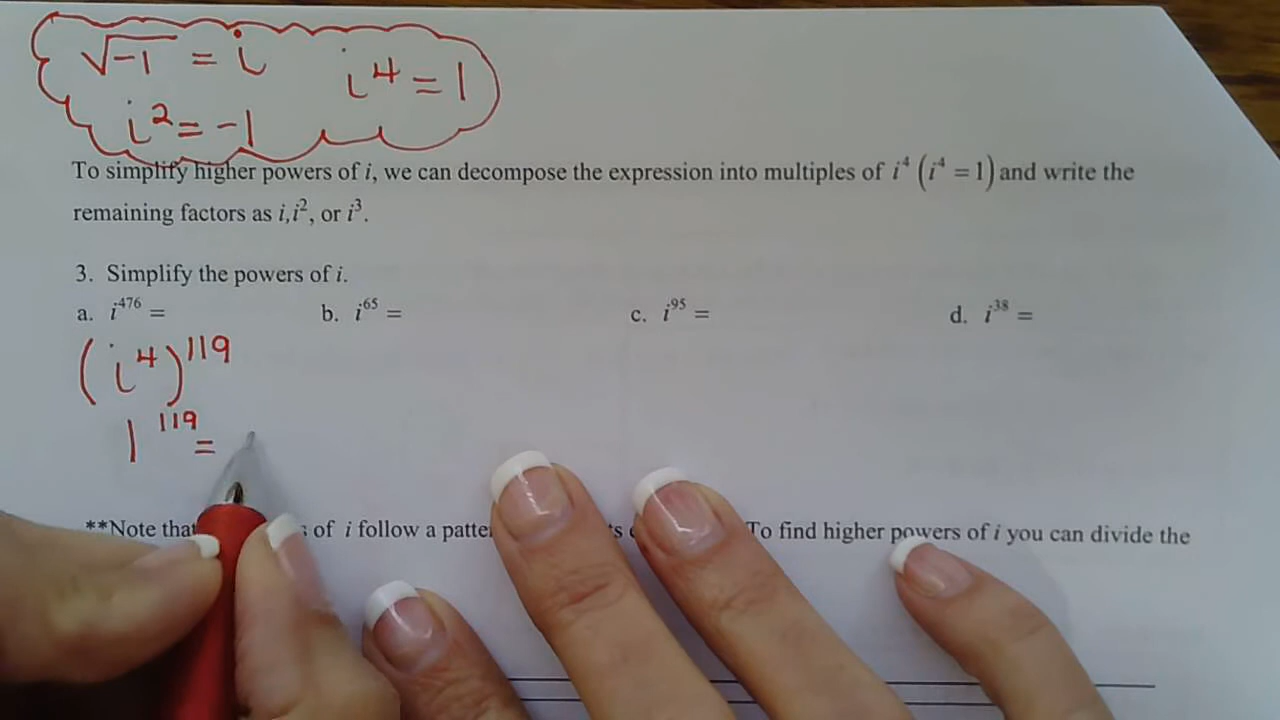 √-1 = i i⁴ = 1
i² = -1
To simplify higher powers of i, we can decompose the expression into multiples of i⁴ (i⁴ = 1) and write the
remaining factors as i, i², or i³.
3. Simplify the powers of i.
a. i⁴⁷⁶ = b. i⁶⁵ = c. i⁹⁵ = d. i³⁸ =
(i⁴)¹¹⁹
1¹¹⁹ =
**Note that of i follow a To find higher powers of i you can divide the